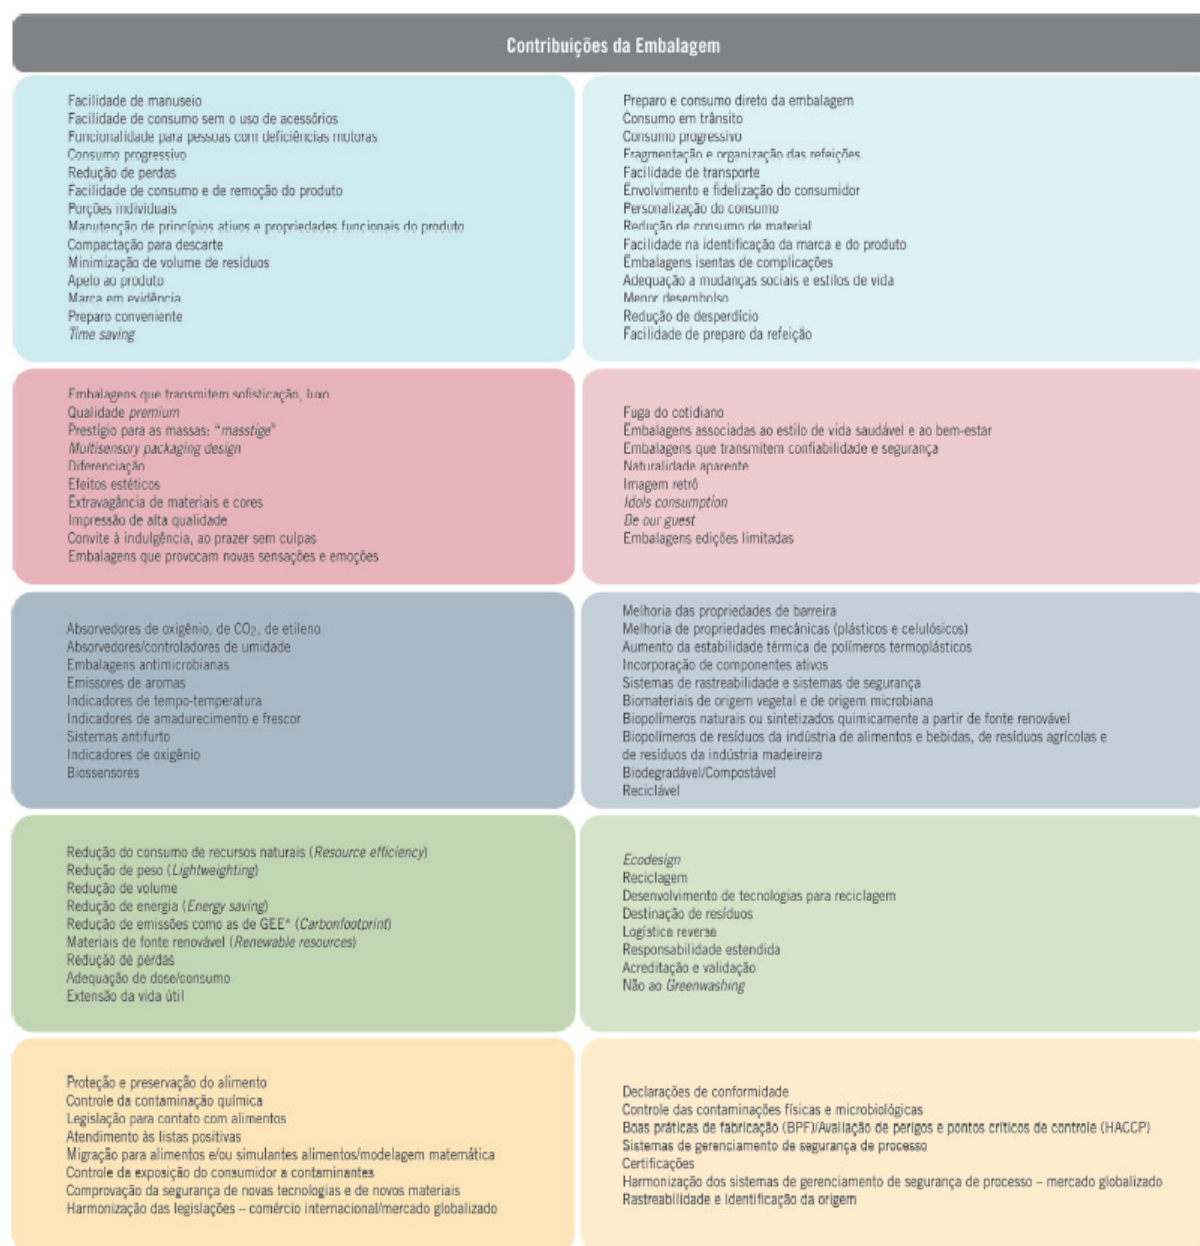 Contribuições da Embalagem
Facilidade de manuseio
Facilidade de consumo sem o uso de acessórios
Funcionalidade para pessoas com deficiências motoras
Consumo progressivo
Redução de perdas
Facilidade de consumo e de remoção do produto
Porções individuais
Manutenção de princípios ativos e propriedades funcionais do produto
Compactação para descarte
Minimização de volume de resíduos
Apelo ao produto
Marca em evidência
Preparo conveniente
Time saving
Preparo e consumo direto da embalagem
Consumo em trânsito
Consumo progressivo
Fragmentação e organização das refeições
Facilidade de transporte
Envolvimento e fidelização do consumidor
Personalização do consumo
Redução de consumo de material
Facilidade na identificação da marca e do produto
Embalagens isentas de complicações
Adequação a mudanças sociais e estilos de vida
Menor desembolso
Redução de desperdício
Facilidade de preparo da refeição
Embalagens que transmitem sofisticação, luxo
Qualidade premium
Prestígio para as massas: "masstige"
Multisensory packaging design
Diferenciação
Efeitos estéticos
Extravagância de materiais e cores
Impressão de alta qualidade
Convite à indulgência, ao prazer sem culpas
Embalagens que provocam novas sensações e emoções
Fuga do cotidiano
Embalagens associadas ao estilo de vida saudável e ao bem-estar
Embalagens que transmitem confiabilidade e segurança
Naturalidade aparente
Imagem retrô
Idols consumption
Be our guest
Embalagens edições limitadas
Absorvedores de oxigênio, de CO2, de etileno
Absorvedores/controladores de umidade
Embalagens antimicrobianas
Emissores de aromas
Indicadores de tempo-temperatura
Indicadores de amadurecimento e frescor
Sistemas antifurto
Indicadores de oxigênio
Biossensores
Melhoria das propriedades de barreira
Melhoria de propriedades mecânicas (plásticos e celulósicos)
Aumento da estabilidade térmica de polímeros termoplásticos
Incorporação de componentes ativos
Sistemas de rastreabilidade e sistemas de segurança
Biomateriais de origem vegetal e de origem microbiana
Biopolímeros naturais ou sintetizados quimicamente a partir de fonte renovável
Biopolímeros de resíduos da indústria de alimentos e bebidas, de resíduos agrícolas e
de resíduos da indústria madeireira
Biodegradável/Compostável
Reciclável
Redução do consumo de recursos naturais (Resource efficiency)
Redução de peso (Lightweighting)
Redução de volume
Redução de energia (Energy saving)
Redução de emissões como as de GEE* (Carbonfootprint)
Materiais de fonte renovável (Renewable resources)
Redução de perdas
Adequação de dose/consumo
Extensão da vida útil
Ecodesign
Reciclagem
Desenvolvimento de tecnologias para reciclagem
Destinação de resíduos
Logística reversa
Responsabilidade estendida
Acreditação e validação
Não ao Greenwashing
Proteção e preservação do alimento
Controle da contaminação química
Legislação para contato com alimentos
Atendimento às listas positivas
Migração para alimentos e/ou simulantes alimentos/modelagem matemática
Controle da exposição do consumidor a contaminantes
Comprovação da segurança de novas tecnologias e de novos materiais
Harmonização das legislações – comércio internacional/mercado globalizado
Declarações de conformidade
Controle das contaminações físicas e microbiológicas
Boas práticas de fabricação (BPF)/Avaliação de perigos e pontos críticos de controle (HACCP)
Sistemas de gerenciamento de segurança de processo
Certificações
Harmonização dos sistemas de gerenciamento de segurança de processo – mercado globalizado
Rastreabilidade e identificação da origem